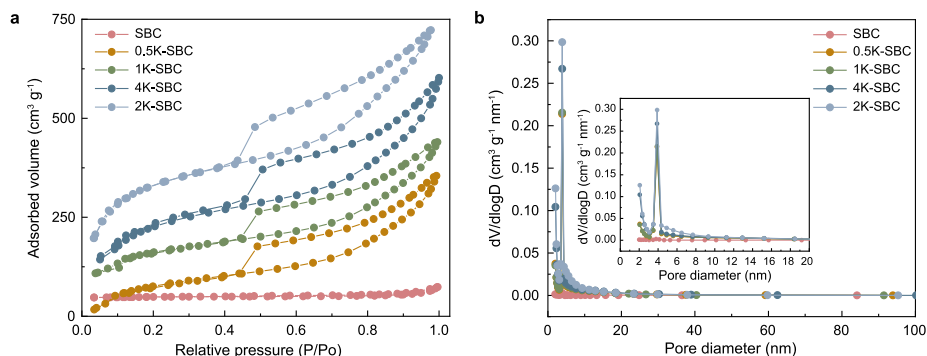 a
SBC
0.5K-SBC
1K-SBC
4K-SBC
2K-SBC
Adsorbed volume (cm³ g⁻¹)
750
500
250
0
0.0 0.2 0.4 0.6 0.8 1.0
Relative pressure (P/Po)
b
SBC
0.5K-SBC
1K-SBC
4K-SBC
2K-SBC
dV/dlogD (cm³ g⁻¹ nm⁻¹)
0.30
0.25
0.20
0.15
0.10
0.05
0.00
0 20 40 60 80 100
Pore diameter (nm)
dV/dlogD (cm³ g⁻¹ nm⁻¹)
0.30
0.25
0.20
0.15
0.10
0.05
0.00
0 2 4 6 8 10 12 14 16 18 20
Pore diameter (nm)